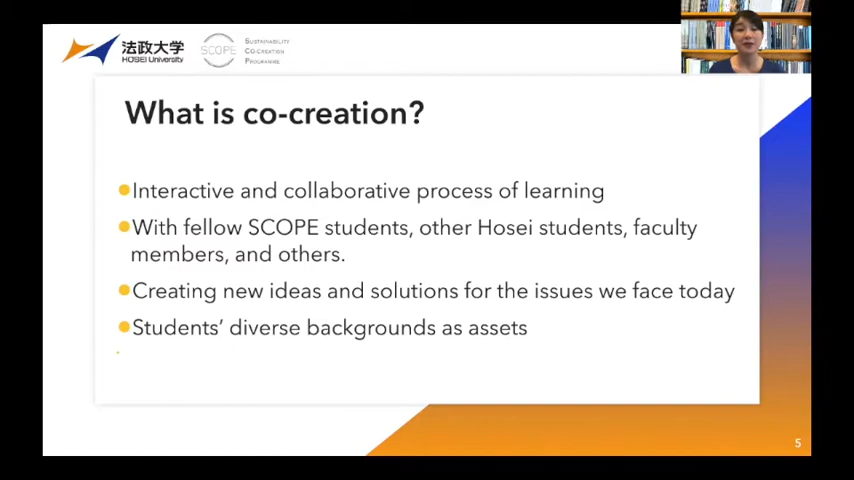 法政大学
HOSEI University
SCOPE
SUSTAINABILITY
CO-CREATION
PROGRAMME
What is co-creation?
Interactive and collaborative process of learning
With fellow SCOPE students, other Hosei students, faculty
members, and others.
Creating new ideas and solutions for the issues we face today
Students’ diverse backgrounds as assets
5